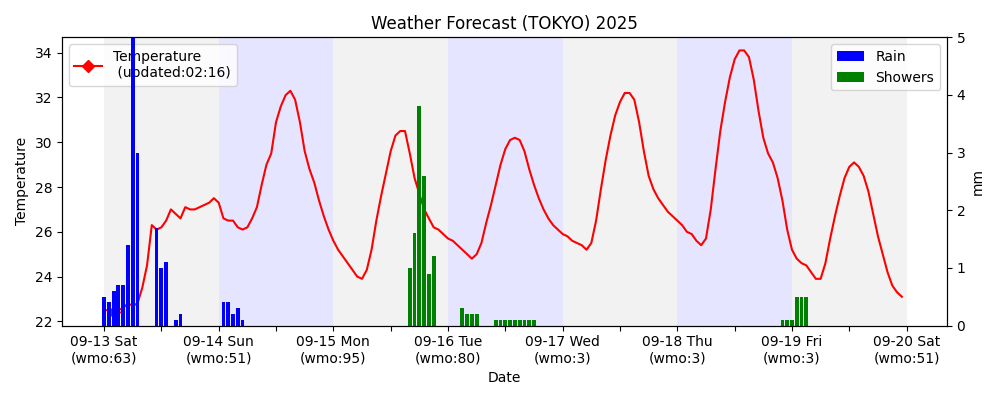 Weather Forecast (TOKYO) 2025
Temperature
(updated:02:16)
Rain
Showers
34
32
30
28
26
24
22
Temperature
5
4
3
2
1
0
mm
09-13 Sat
(wmo:63)
09-14 Sun
(wmo:51)
09-15 Mon
(wmo:95)
09-16 Tue
(wmo:80)
09-17 Wed
(wmo:3)
09-18 Thu
(wmo:3)
09-19 Fri
(wmo:3)
09-20 Sat
(wmo:51)
Date